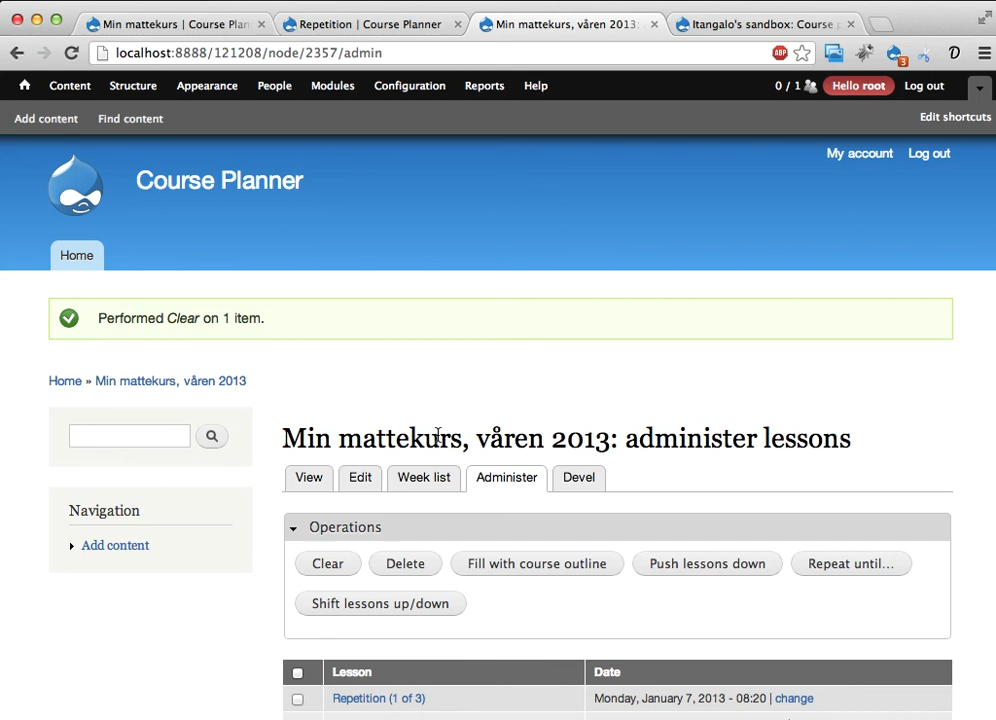 Min mattekurs | Course Plan
Repetition | Course Planner
Min mattekurs, våren 2013:
Itangalo's sandbox: Course p
localhost:8888/121208/node/2357/admin
ABP
3
D
Content Structure Appearance People Modules Configuration Reports Help 0 / 1 Hello root Log out
Add content Find content Edit shortcuts
My account Log out
Course Planner
Home
Performed Clear on 1 item.
Home » Min mattekurs, våren 2013
Min mattekurs, våren 2013: administer lessons
View Edit Week list Administer Devel
Navigation
Add content
Operations
Clear Delete Fill with course outline Push lessons down Repeat until...
Shift lessons up/down
Lesson Date
Repetition (1 of 3) Monday, January 7, 2013 - 08:20 | change